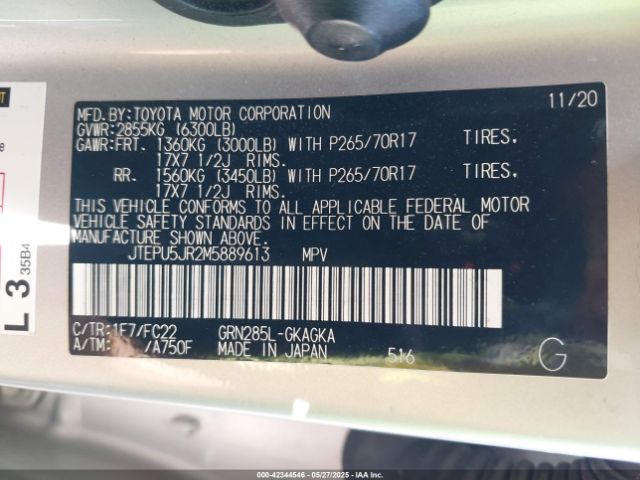 MFD.BY:TOYOTA MOTOR CORPORATION 11/20
GVWR:2855KG (6300LB)
GAWR:FRT. 1360KG (3000LB) WITH P265/70R17 TIRES.
17X7 1/2J RIMS.
RR. 1560KG (3450LB) WITH P265/70R17 TIRES.
17X7 1/2J RIMS.
THIS VEHICLE CONFORMS TO ALL APPLICABLE FEDERAL MOTOR
VEHICLE SAFETY STANDARDS IN EFFECT ON THE DATE OF
MANUFACTURE SHOWN ABOVE.
JTEPU5JR2M5889613 MPV
C/TR:1F7/FC22 GRN285L-GKAGKA
A/TM: /A750F MADE IN JAPAN 516 G
L 3 35B4
000-42344546 - 05/27/2025 - IAAI.com